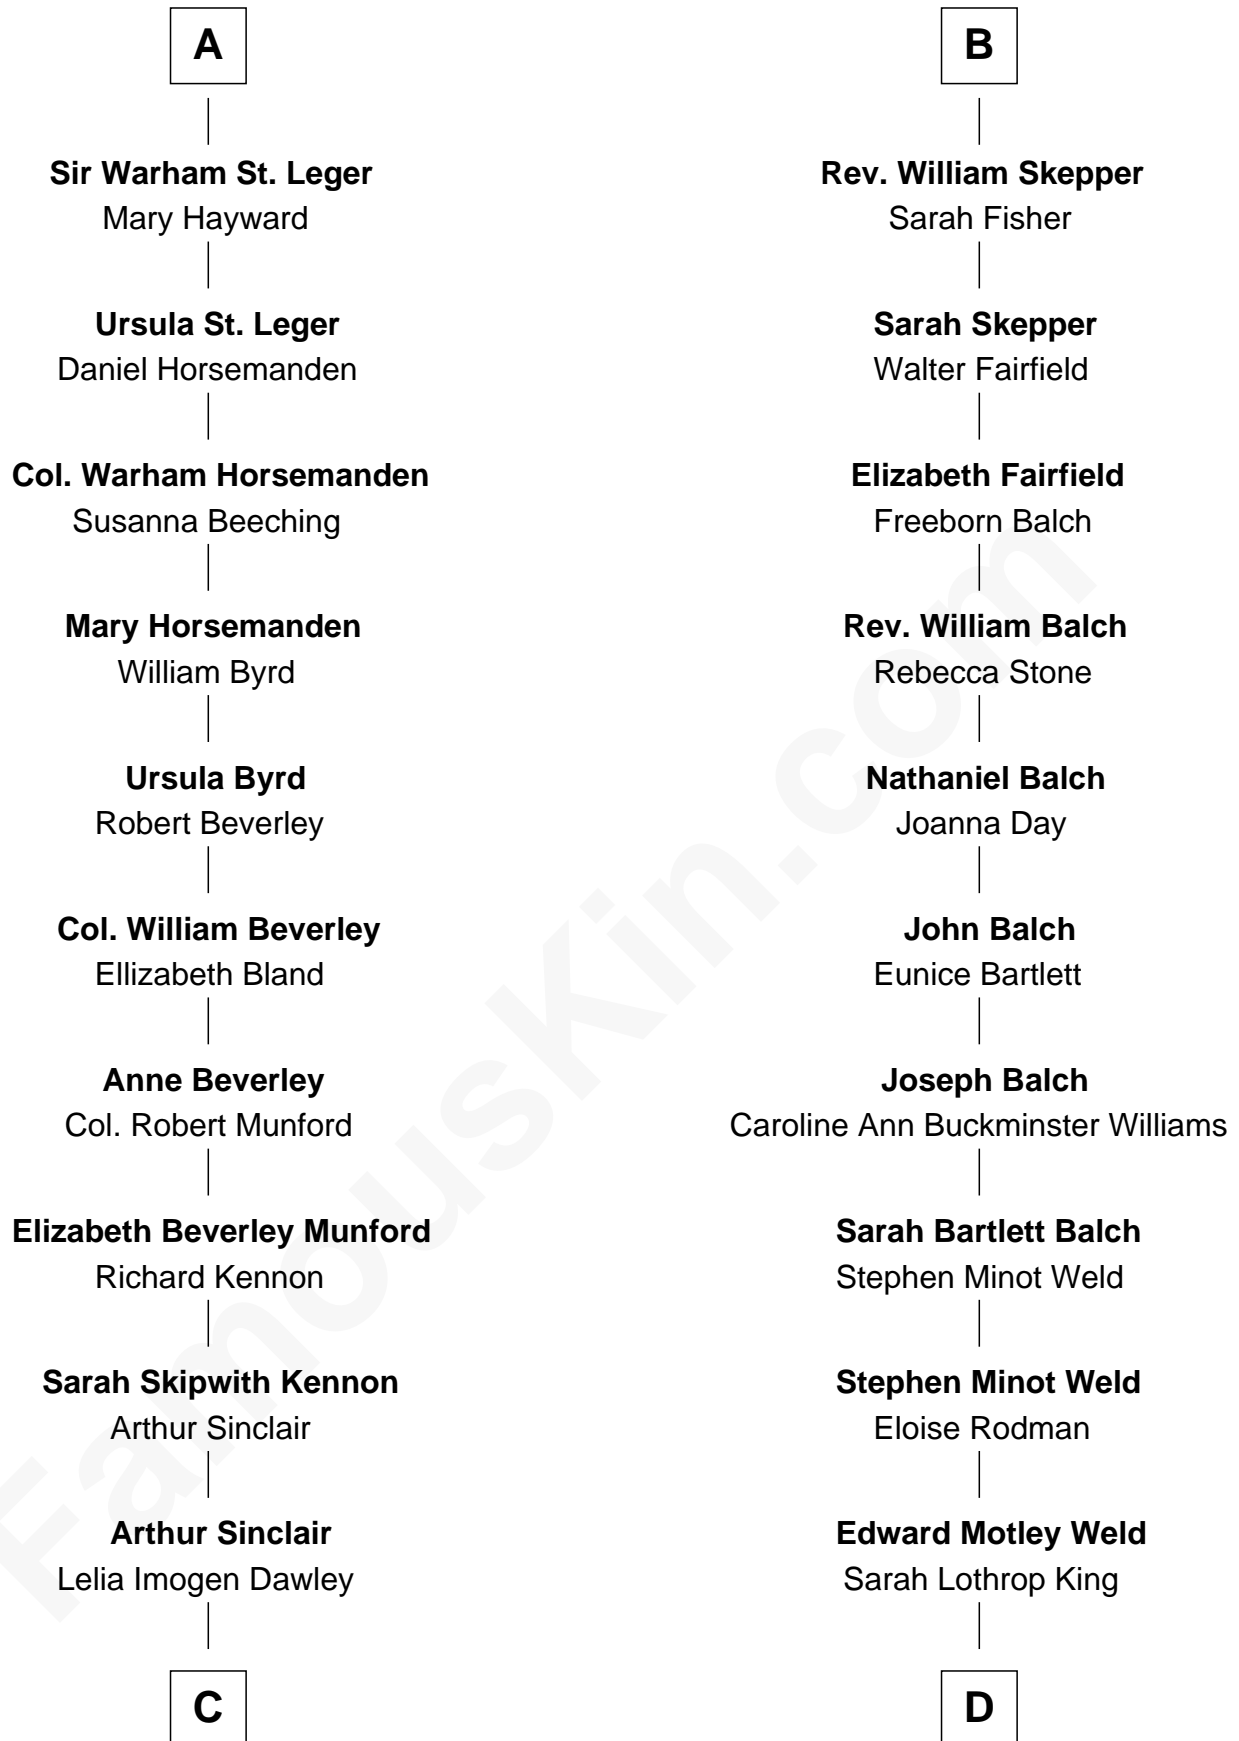 A
Sir Warham St. Leger
Mary Hayward
Ursula St. Leger
Daniel Horsemanden
Col. Warham Horsemanden
Susanna Beeching
Mary Horsemanden
William Byrd
Ursula Byrd
Robert Beverley
Col. William Beverley
Ellizabeth Bland
Anne Beverley
Col. Robert Munford
Elizabeth Beverley Munford
Richard Kennon
Sarah Skipwith Kennon
Arthur Sinclair
Arthur Sinclair
Lelia Imogen Dawley
C
B
Rev. William Skepper
Sarah Fisher
Sarah Skepper
Walter Fairfield
Elizabeth Fairfield
Freeborn Balch
Rev. William Balch
Rebecca Stone
Nathaniel Balch
Joanna Day
John Balch
Eunice Bartlett
Joseph Balch
Caroline Ann Buckminster Williams
Sarah Bartlett Balch
Stephen Minot Weld
Stephen Minot Weld
Eloise Rodman
Edward Motley Weld
Sarah Lothrop King
D
FamousKin.com